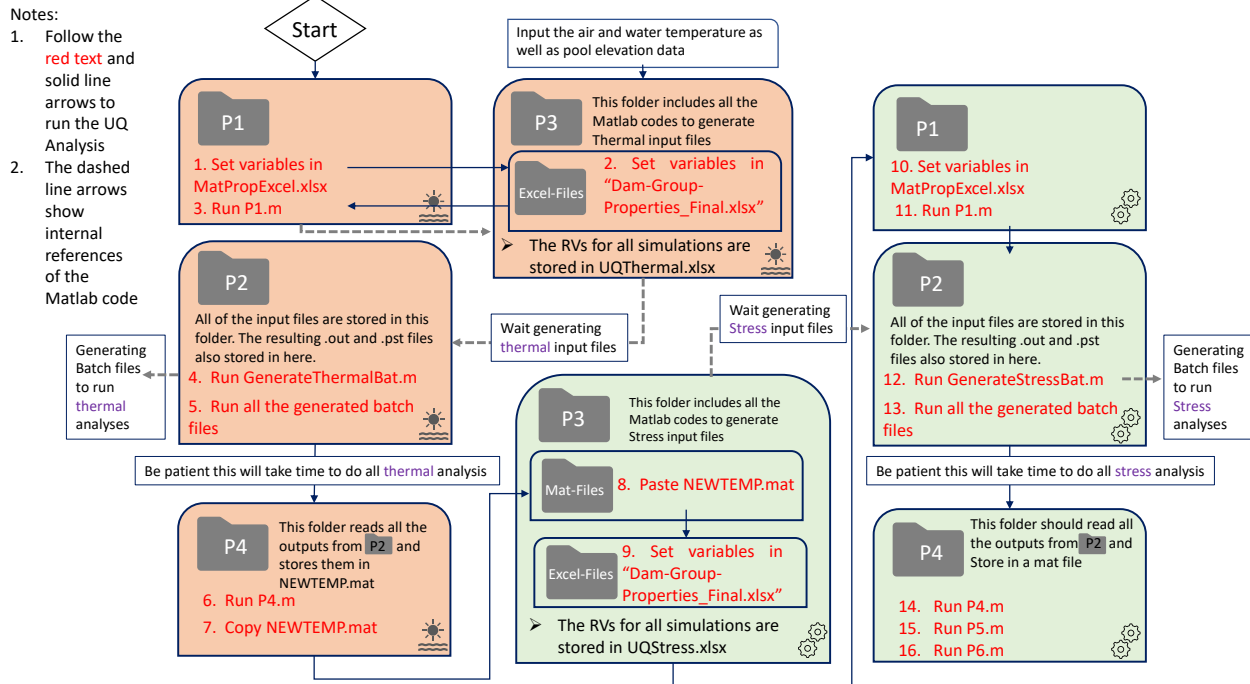 Notes:
1. Follow the
red text and
solid line
arrows to
run the UQ
Analysis
2. The dashed
line arrows
show
internal
references
of the
Matlab code
Start
P1
1. Set variables in
MatPropExcel.xlsx
3. Run P1.m
Input the air and water temperature as
well as pool elevation data
P3
This folder includes all the
Matlab codes to generate
Thermal input files
Excel-Files
2. Set variables in
“Dam-Group-
Properties_Final.xlsx”
➢ The RVs for all simulations are
stored in UQThermal.xlsx
P2
All of the input files are stored in this
folder. The resulting .out and .pst files
also stored in here.
4. Run GenerateThermalBat.m
5. Run all the generated batch
files
Wait generating
thermal input files
Generating
Batch files
to run
thermal
analyses
Be patient this will take time to do all thermal analysis
P4
This folder reads all the
outputs from P2 and
stores them in
NEWTEMP.mat
6. Run P4.m
7. Copy NEWTEMP.mat
P3
This folder includes all the
Matlab codes to generate
Stress input files
Mat-Files
8. Paste NEWTEMP.mat
Excel-Files
9. Set variables in
“Dam-Group-
Properties_Final.xlsx”
➢ The RVs for all simulations are
stored in UQStress.xlsx
Wait generating
Stress input files
P1
10. Set variables in
MatPropExcel.xlsx
11. Run P1.m
P2
All of the input files are stored in this
folder. The resulting .out and .pst
files also stored in here.
12. Run GenerateStressBat.m
13. Run all the generated batch
files
Generating
Batch files
to run
Stress
analyses
Be patient this will take time to do all stress analysis
P4
This folder should read all
the outputs from P2 and
Store in a mat file
14. Run P4.m
15. Run P5.m
16. Run P6.m